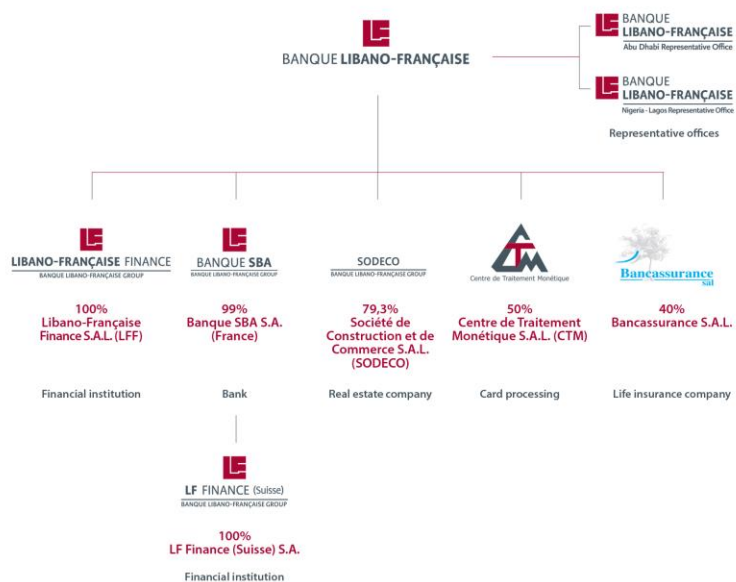 BANQUE LIBANO-FRANÇAISE
BANQUE
LIBANO-FRANÇAISE
Abu Dhabi Representative Office
BANQUE
LIBANO-FRANÇAISE
Nigeria - Lagos Representative Office
Representative offices
LIBANO-FRANÇAISE FINANCE
BANQUE LIBANO-FRANÇAISE GROUP
100%
Libano-Française
Finance S.A.L. (LFF)
Financial institution
BANQUE SBA
BANQUE LIBANO-FRANÇAISE GROUP
99%
Banque SBA S.A.
(France)
Bank
SODECO
BANQUE LIBANO-FRANÇAISE GROUP
79,3%
Société de
Construction et de
Commerce S.A.L.
(SODECO)
Real estate company
CTM
Centre de Traitement Monétique
50%
Centre de Traitement
Monétique S.A.L. (CTM)
Card processing
Bancassurance
sal
40%
Bancassurance S.A.L.
Life insurance company
LF FINANCE (Suisse)
BANQUE LIBANO-FRANÇAISE GROUP
100%
LF Finance (Suisse) S.A.
Financial institution